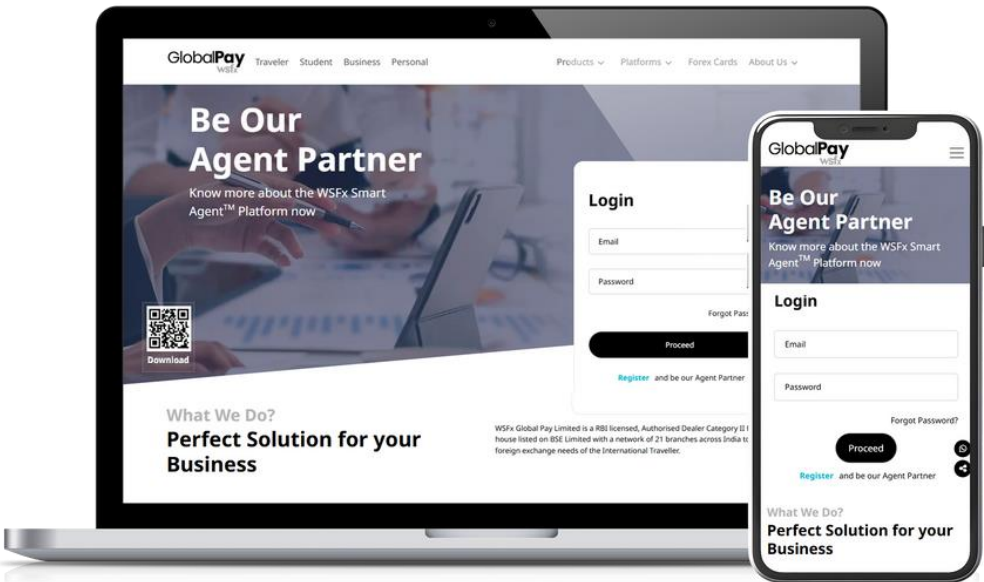 GlobalPay
WSFx
Traveler Student Business Personal
Products Platforms Forex Cards About Us
Be Our
Agent Partner
Know more about the WSFx Smart
Agent™ Platform now
Download
Login
Email
Password
Forgot Pass
Proceed
Register and be our Agent Partner
What We Do?
Perfect Solution for your
Business
WSFx Global Pay Limited is a RBI licensed, Authorised Dealer Category II
house listed on BSE Limited with a network of 21 branches across India to
foreign exchange needs of the International Traveller.
GlobalPay
WSFx
Be Our
Agent Partner
Know more about the WSFx Smart
Agent™ Platform now
Login
Email
Password
Forgot Password?
Proceed
Register and be our Agent Partner
What We Do?
Perfect Solution for your
Business